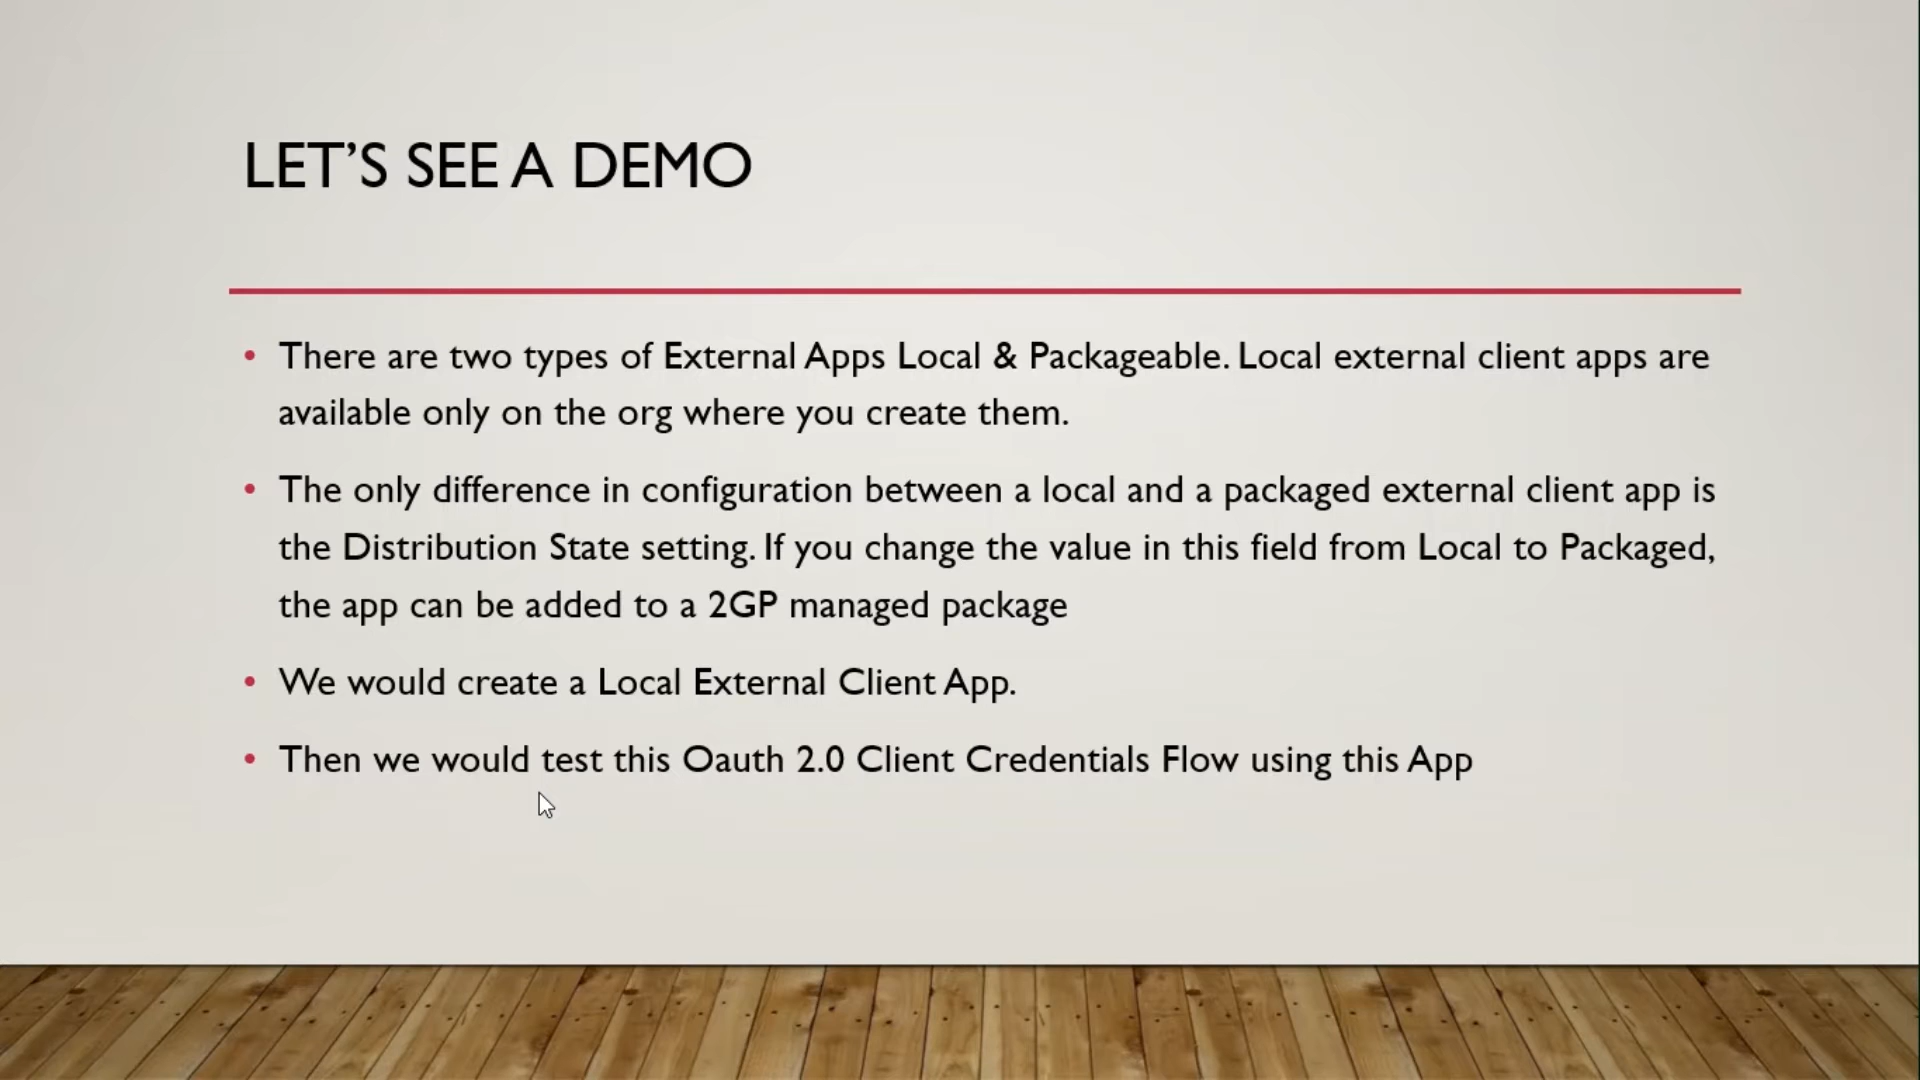 LET’S SEE A DEMO
• There are two types of External Apps Local & Packageable. Local external client apps are
available only on the org where you create them.
• The only difference in configuration between a local and a packaged external client app is
the Distribution State setting. If you change the value in this field from Local to Packaged,
the app can be added to a 2GP managed package
• We would create a Local External Client App.
• Then we would test this Oauth 2.0 Client Credentials Flow using this App